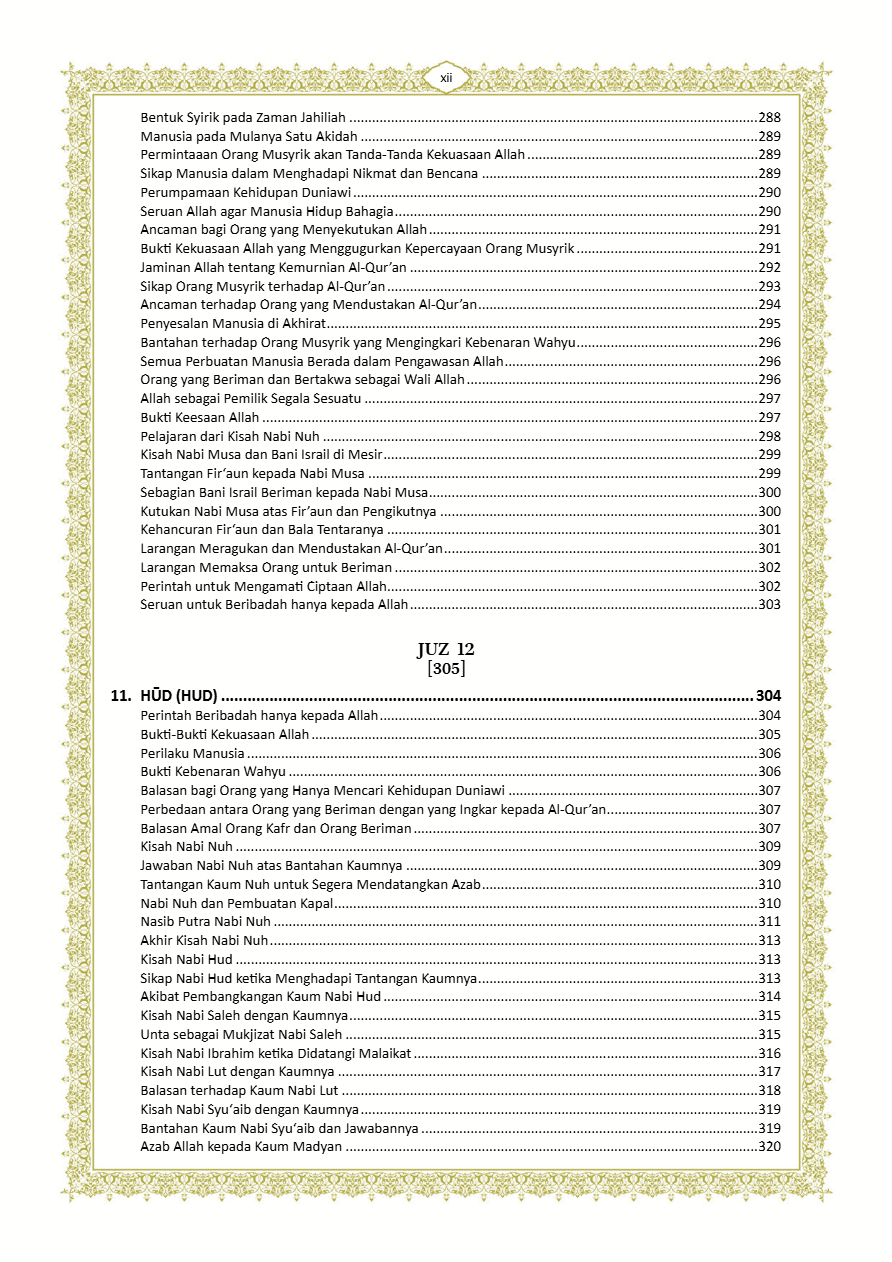 xii
Bentuk Syirik pada Zaman Jahiliah ........ 288
Manusia pada Mulanya Satu Akidah ........ 289
Permintaaan Orang Musyrik akan Tanda-Tanda Kekuasaan Allah ........ 289
Sikap Manusia dalam Menghadapi Nikmat dan Bencana ........ 289
Perumpamaan Kehidupan Duniawi ........ 290
Seruan Allah agar Manusia Hidup Bahagia ........ 290
Ancaman bagi Orang yang Menyekutukan Allah ........ 291
Bukti Kekuasaan Allah yang Menggugurkan Kepercayaan Orang Musyrik ........ 291
Jaminan Allah tentang Kemurnian Al-Qur’an ........ 292
Sikap Orang Musyrik terhadap Al-Qur’an ........ 293
Ancaman terhadap Orang yang Mendustakan Al-Qur’an ........ 294
Penyesalan Manusia di Akhirat ........ 295
Bantahan terhadap Orang Musyrik yang Mengingkari Kebenaran Wahyu ........ 296
Semua Perbuatan Manusia Berada dalam Pengawasan Allah ........ 296
Orang yang Beriman dan Bertakwa sebagai Wali Allah ........ 296
Allah sebagai Pemilik Segala Sesuatu ........ 297
Bukti Keesaan Allah ........ 297
Pelajaran dari Kisah Nabi Nuh ........ 298
Kisah Nabi Musa dan Bani Israil di Mesir ........ 299
Tantangan Fir‘aun kepada Nabi Musa ........ 299
Sebagian Bani Israil Beriman kepada Nabi Musa ........ 300
Kutukan Nabi Musa atas Fir’aun dan Pengikutnya ........ 300
Kehancuran Fir‘aun dan Bala Tentaranya ........ 301
Larangan Meragukan dan Mendustakan Al-Qur’an ........ 301
Larangan Memaksa Orang untuk Beriman ........ 302
Perintah untuk Mengamati Ciptaan Allah ........ 302
Seruan untuk Beribadah hanya kepada Allah ........ 303
JUZ 12
[305]
11. HŪD (HUD) ........ 304
Perintah Beribadah hanya kepada Allah ........ 304
Bukti-Bukti Kekuasaan Allah ........ 305
Perilaku Manusia ........ 306
Bukti Kebenaran Wahyu ........ 306
Balasan bagi Orang yang Hanya Mencari Kehidupan Duniawi ........ 307
Perbedaan antara Orang yang Beriman dengan yang Ingkar kepada Al-Qur’an ........ 307
Balasan Amal Orang Kafr dan Orang Beriman ........ 307
Kisah Nabi Nuh ........ 309
Jawaban Nabi Nuh atas Bantahan Kaumnya ........ 309
Tantangan Kaum Nuh untuk Segera Mendatangkan Azab ........ 310
Nabi Nuh dan Pembuatan Kapal ........ 310
Nasib Putra Nabi Nuh ........ 311
Akhir Kisah Nabi Nuh ........ 313
Kisah Nabi Hud ........ 313
Sikap Nabi Hud ketika Menghadapi Tantangan Kaumnya ........ 313
Akibat Pembangkangan Kaum Nabi Hud ........ 314
Kisah Nabi Saleh dengan Kaumnya ........ 315
Unta sebagai Mukjizat Nabi Saleh ........ 315
Kisah Nabi Ibrahim ketika Didatangi Malaikat ........ 316
Kisah Nabi Lut dengan Kaumnya ........ 317
Balasan terhadap Kaum Nabi Lut ........ 318
Kisah Nabi Syu‘aib dengan Kaumnya ........ 319
Bantahan Kaum Nabi Syu‘aib dan Jawabannya ........ 319
Azab Allah kepada Kaum Madyan ........ 320